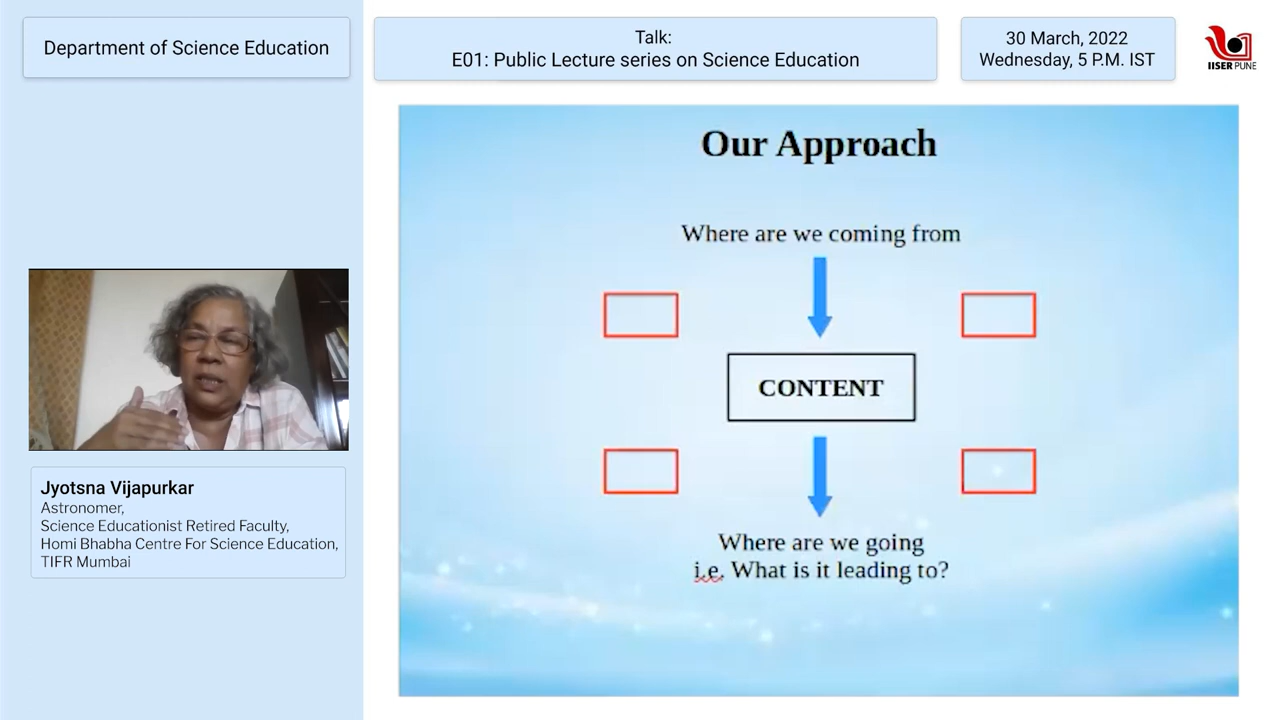 Department of Science Education
Talk:
E01: Public Lecture series on Science Education
30 March, 2022
Wednesday, 5 P.M. IST
IISER PUNE
Our Approach
Where are we coming from
CONTENT
Where are we going
i.e. What is it leading to?
Jyotsna Vijapurkar
Astronomer,
Science Educationist Retired Faculty,
Homi Bhabha Centre For Science Education,
TIFR Mumbai